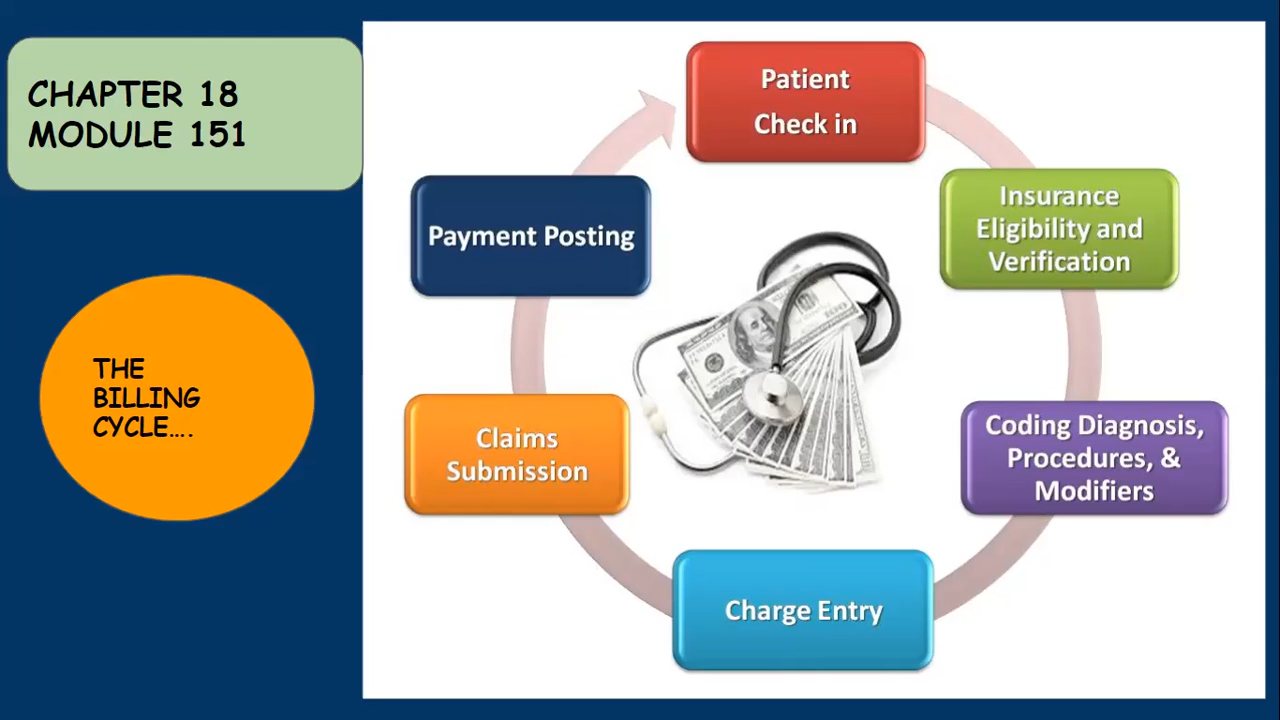 CHAPTER 18
MODULE 151
THE
BILLING
CYCLE….
Patient
Check in
Insurance
Eligibility and
Verification
Coding Diagnosis,
Procedures, &
Modifiers
Charge Entry
Claims
Submission
Payment Posting